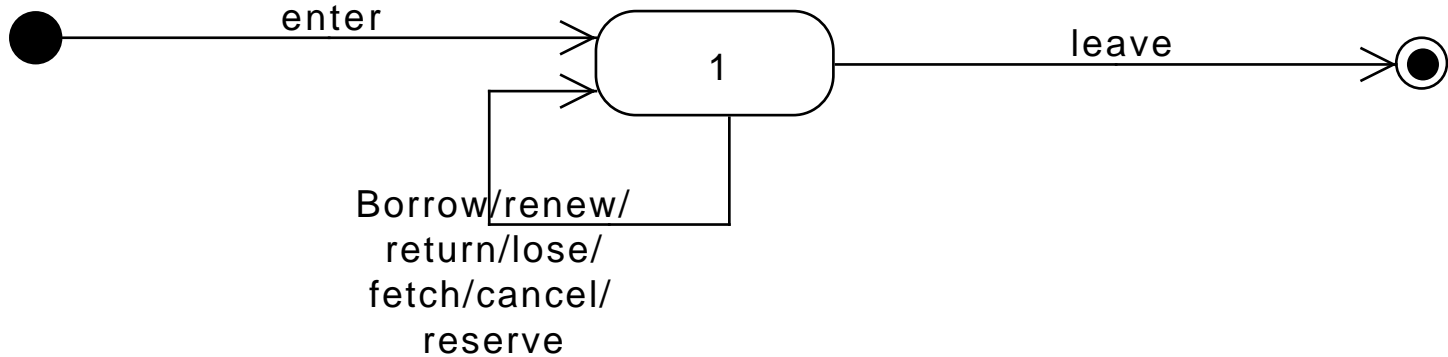 enter
1
leave
Borrow/renew/
return/lose/
fetch/cancel/
reserve